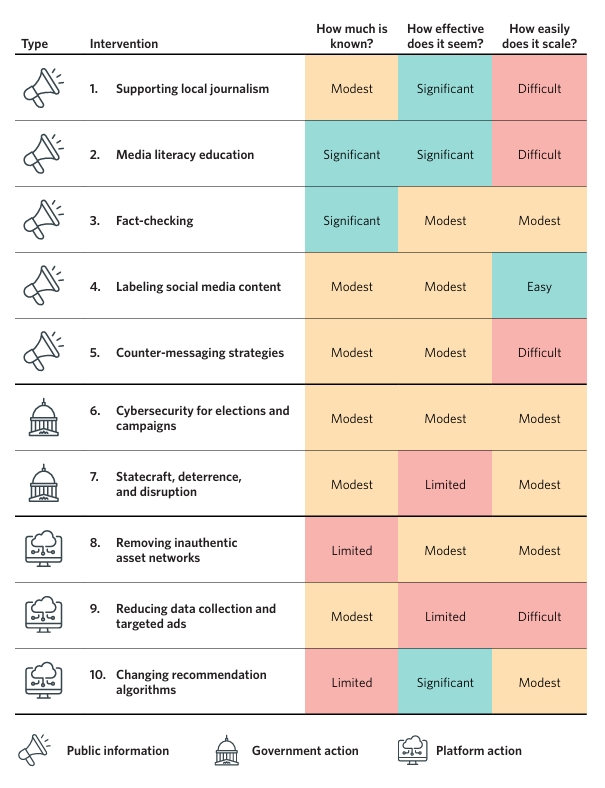 Type Intervention How much is known? How effective does it seem? How easily does it scale?
1. Supporting local journalism Modest Significant Difficult
2. Media literacy education Significant Significant Difficult
3. Fact-checking Significant Modest Modest
4. Labeling social media content Modest Modest Easy
5. Counter-messaging strategies Modest Modest Difficult
6. Cybersecurity for elections and campaigns Modest Modest Modest
7. Statecraft, deterrence, and disruption Modest Limited Modest
8. Removing inauthentic asset networks Limited Modest Modest
9. Reducing data collection and targeted ads Modest Limited Difficult
10. Changing recommendation algorithms Limited Significant Modest
Public information Government action Platform action